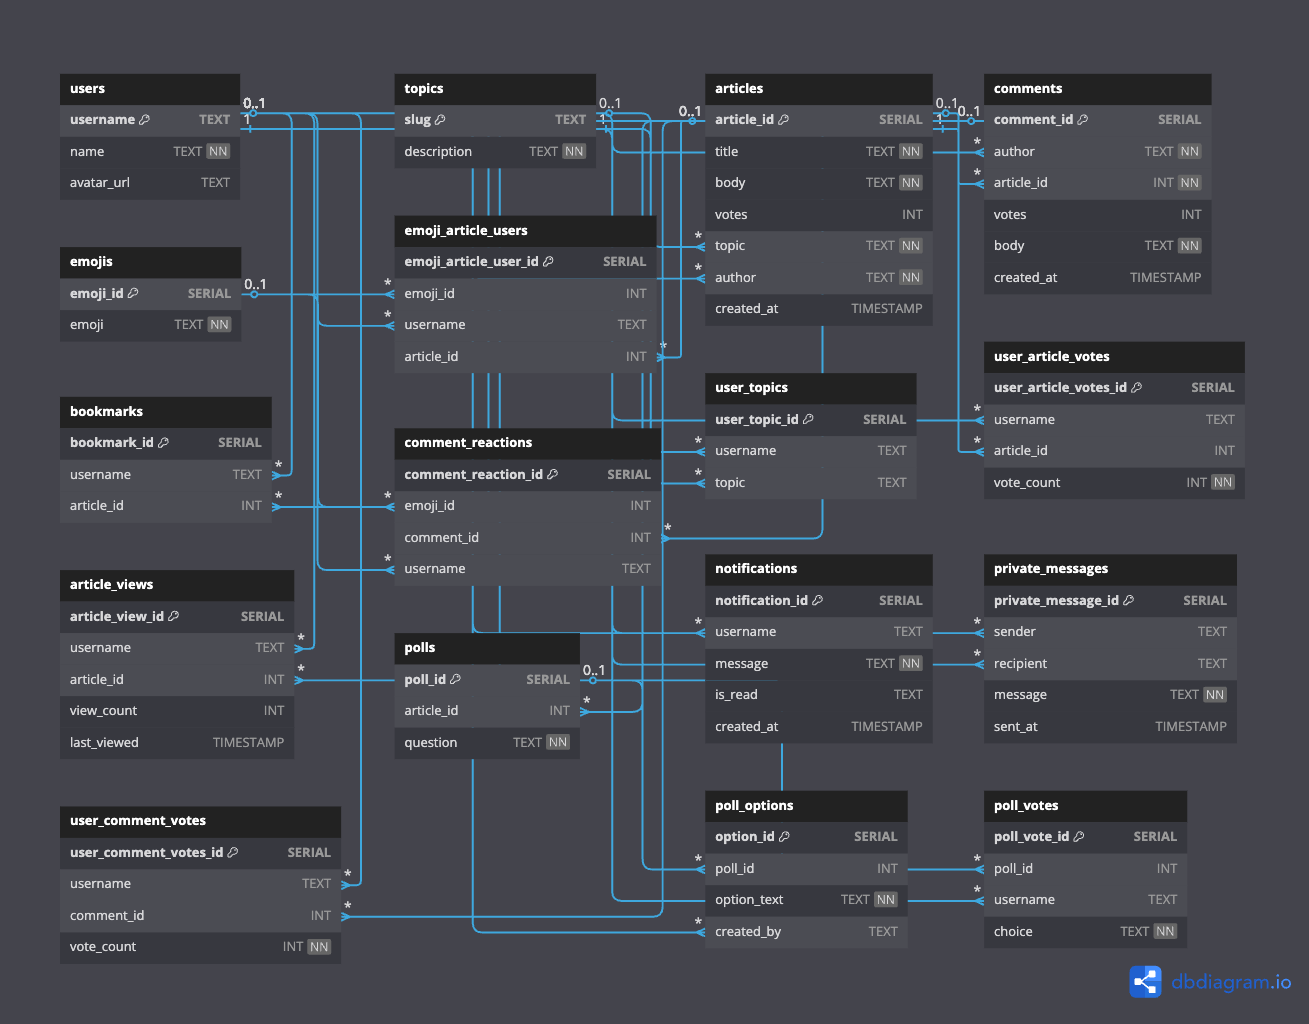 users
username TEXT
name TEXT NN
avatar_url TEXT
0..1
1
topics
slug TEXT
description TEXT NN
0..1
1
articles
article_id SERIAL
title TEXT NN
body TEXT NN
votes INT
topic TEXT NN
author TEXT NN
created_at TIMESTAMP
0..1
*
*
0..1
1
comments
comment_id SERIAL
author TEXT NN
article_id INT NN
votes INT
body TEXT NN
created_at TIMESTAMP
0..1
*
*
emojis
emoji_id SERIAL
emoji TEXT NN
0..1
emoji_article_users
emoji_article_user_id SERIAL
emoji_id INT
username TEXT
article_id INT
*
*
*
user_article_votes
user_article_votes_id SERIAL
username TEXT
article_id INT
vote_count INT NN
*
*
bookmarks
bookmark_id SERIAL
username TEXT
article_id INT
*
*
comment_reactions
comment_reaction_id SERIAL
emoji_id INT
comment_id INT
username TEXT
*
*
*
user_topics
user_topic_id SERIAL
username TEXT
topic TEXT
*
*
article_views
article_view_id SERIAL
username TEXT
article_id INT
view_count INT
last_viewed TIMESTAMP
*
*
polls
poll_id SERIAL
article_id INT
question TEXT NN
0..1
*
notifications
notification_id SERIAL
username TEXT
message TEXT NN
is_read TEXT
created_at TIMESTAMP
*
private_messages
private_message_id SERIAL
sender TEXT
recipient TEXT
message TEXT NN
sent_at TIMESTAMP
*
*
user_comment_votes
user_comment_votes_id SERIAL
username TEXT
comment_id INT
vote_count INT NN
*
*
poll_options
option_id SERIAL
poll_id INT
option_text TEXT NN
created_by TEXT
*
*
poll_votes
poll_vote_id SERIAL
poll_id INT
username TEXT
choice TEXT NN
*
*
dbdiagram.io